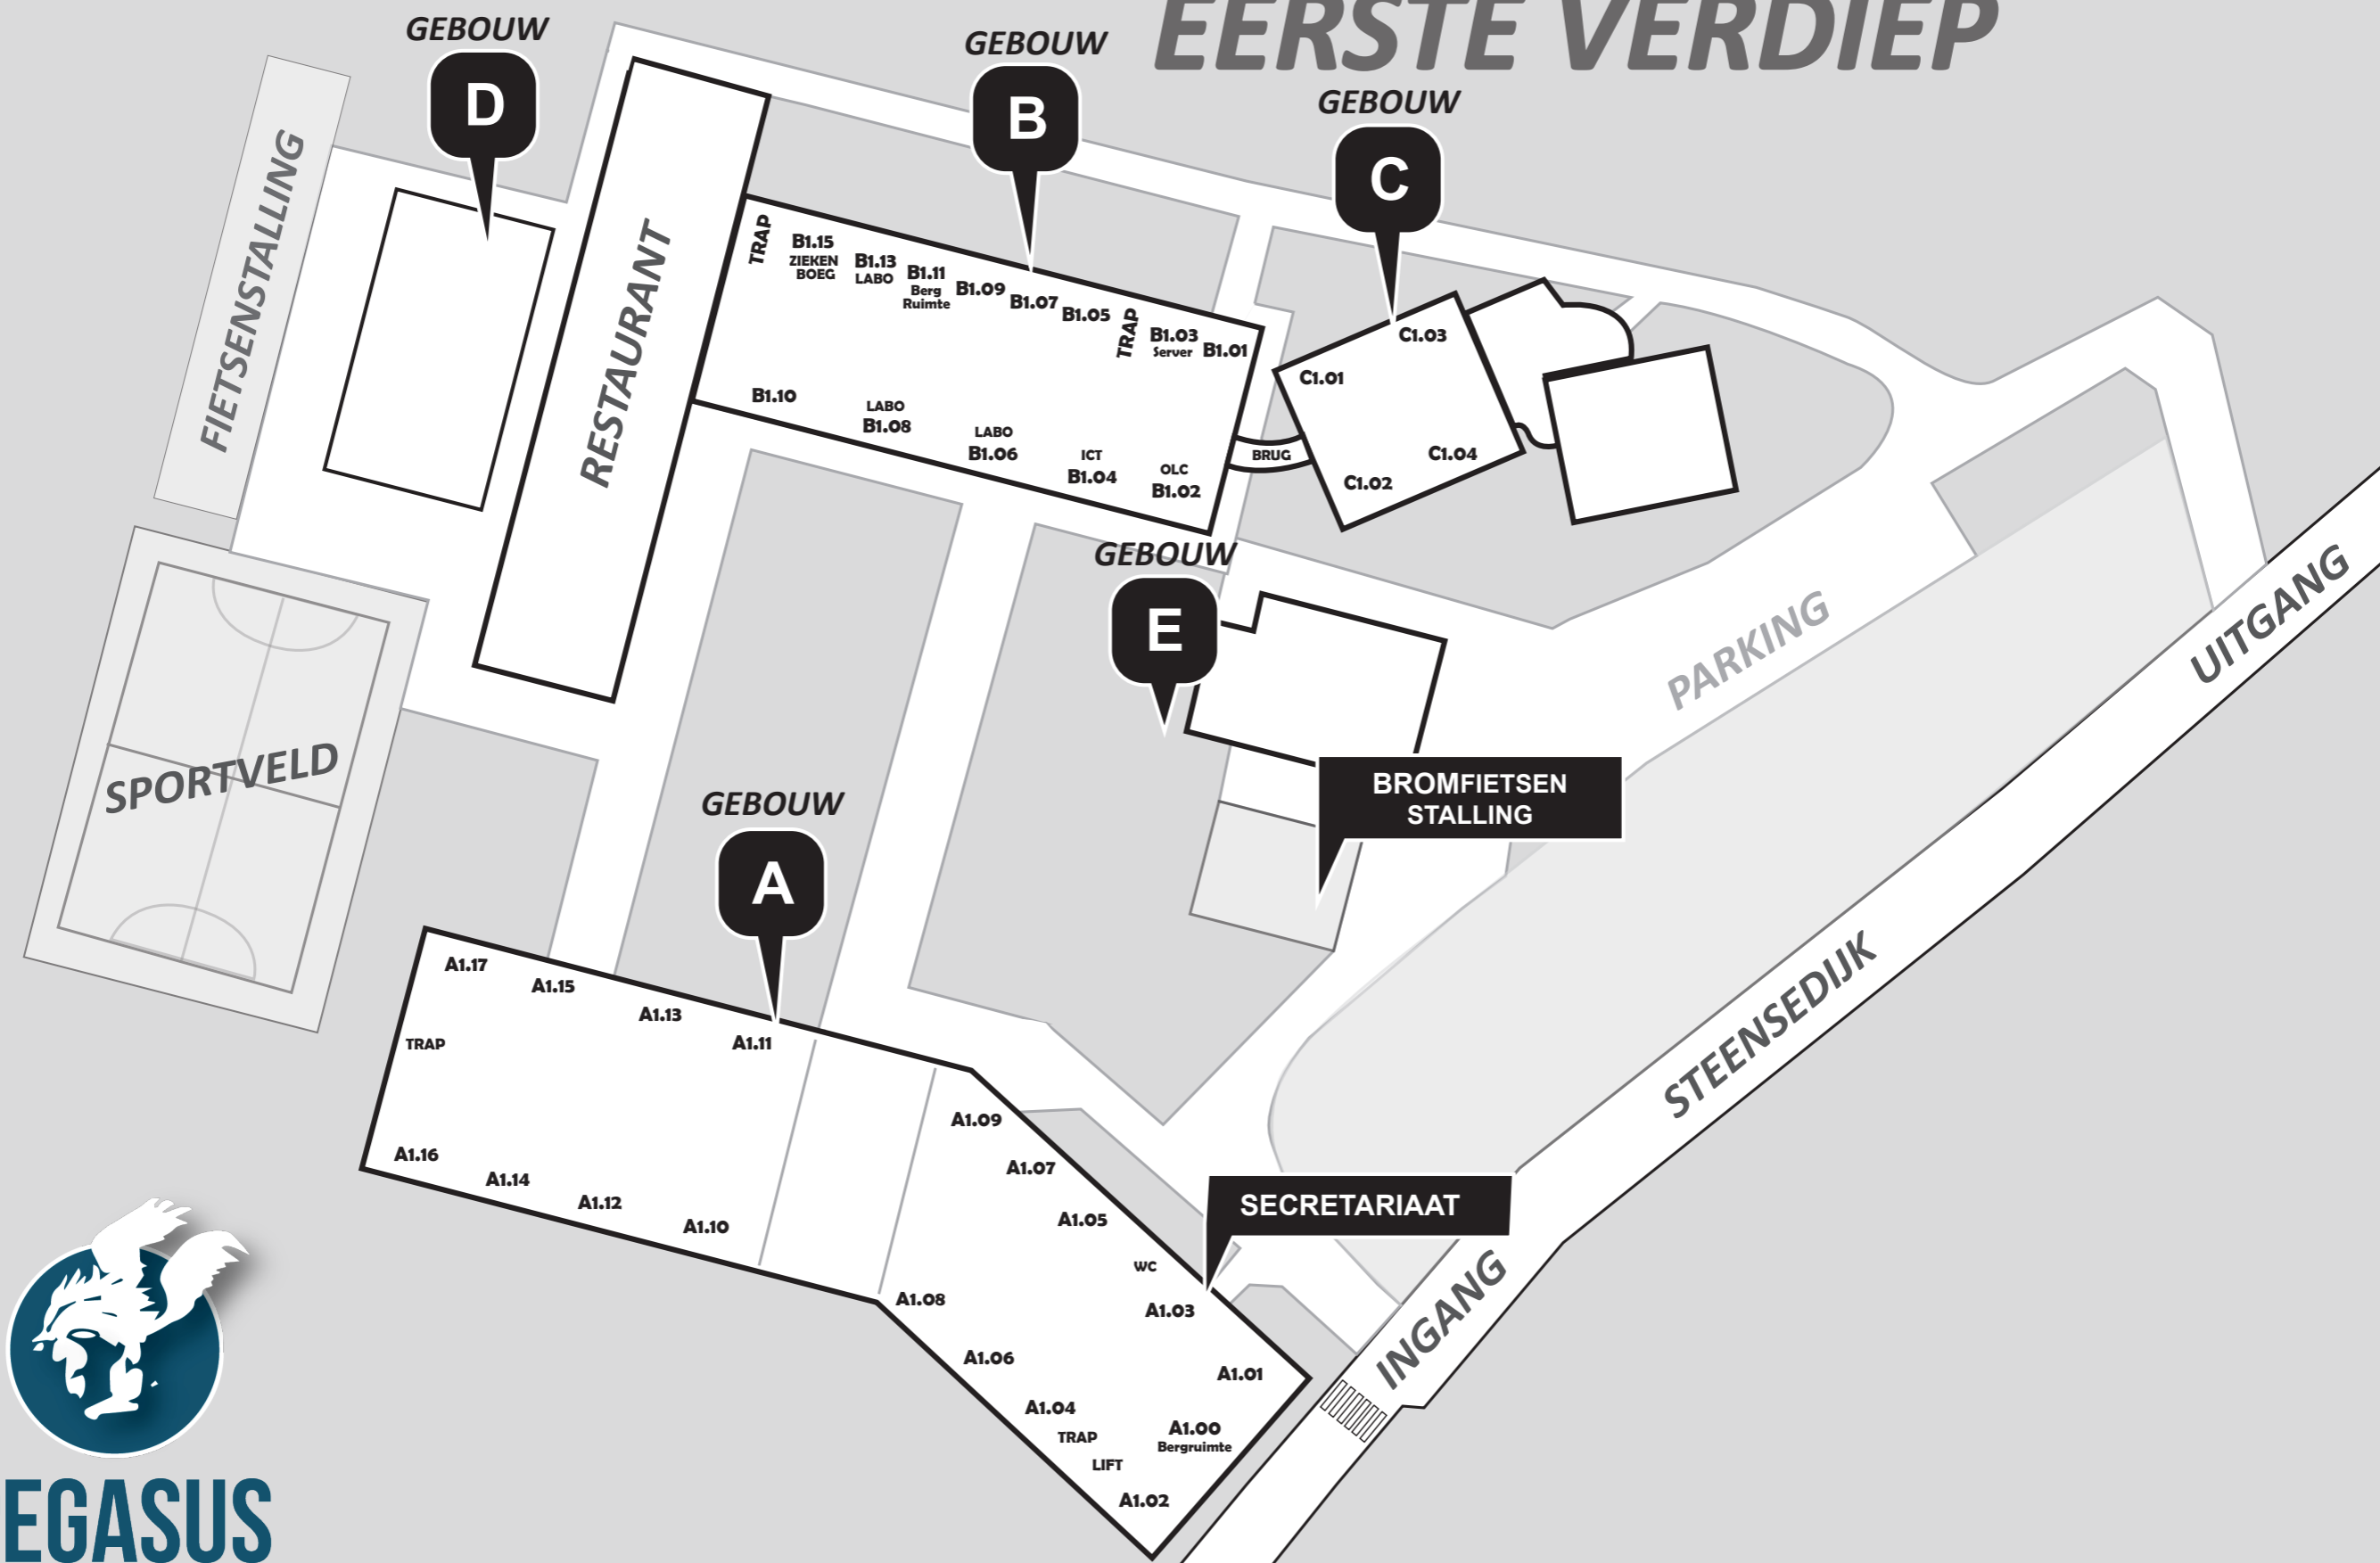 EERSTE VERDIEP
GEBOUW
D
GEBOUW
B
GEBOUW
C
FIETSENSTALLING
RESTAURANT
TRAP
B1.15
ZIEKEN
BOEG
B1.13
LABO
B1.11
Berg
Ruimte
B1.09
B1.07
B1.05
TRAP
B1.03
Server
B1.01
B1.10
LABO
B1.08
LABO
B1.06
ICT
B1.04
OLC
B1.02
BRUG
C1.03
C1.01
C1.04
C1.02
GEBOUW
E
PARKING
UITGANG
SPORTVELD
BROMFIETSEN
STALLING
GEBOUW
A
STEENSEDIJK
A1.17
A1.15
A1.13
A1.11
TRAP
A1.16
A1.14
A1.12
A1.10
A1.09
A1.07
A1.05
WC
SECRETARIAAT
A1.03
A1.08
A1.06
A1.01
A1.04
TRAP
A1.00
Bergruimte
LIFT
A1.02
INGANG
EGASUS